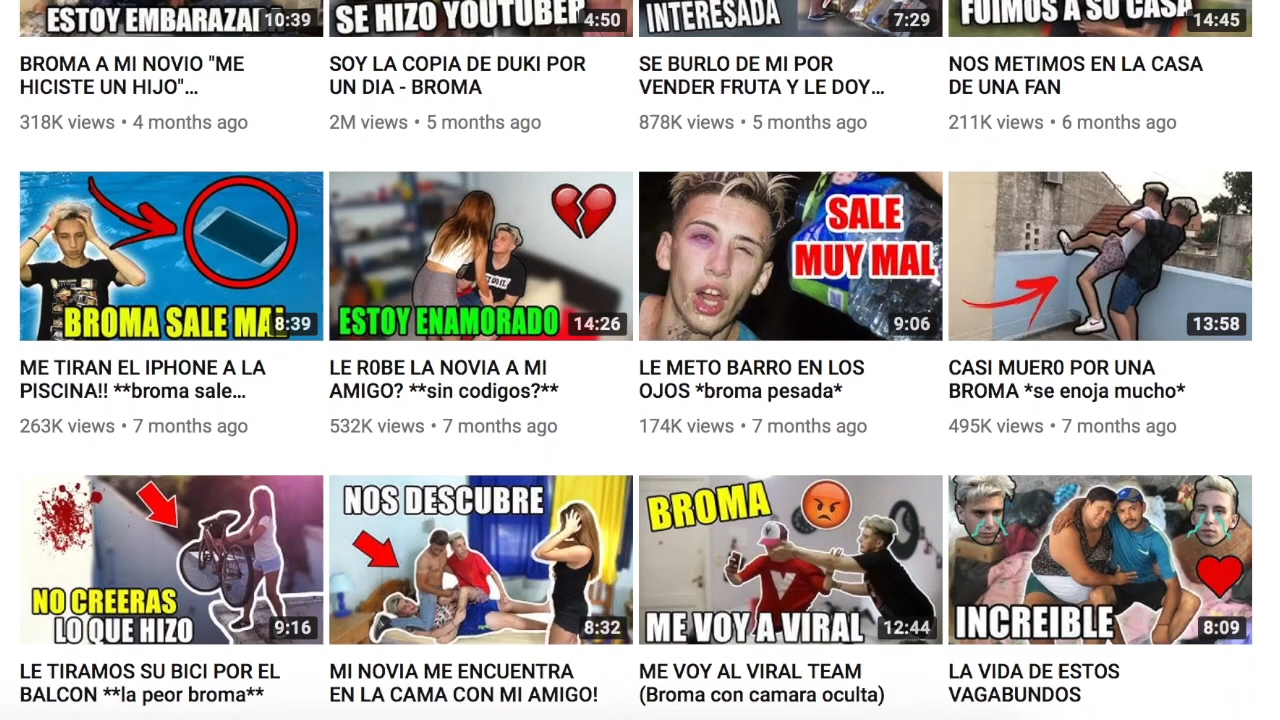 ESTOY EMBARAZAD
10:39
SE HIZO YOUTUBER
4:50
INTERESADA
7:29
FUIMOS A SU CASA
14:45
BROMA A MI NOVIO "ME
HICISTE UN HIJO"...
318K views • 4 months ago
SOY LA COPIA DE DUKI POR
UN DIA - BROMA
2M views • 5 months ago
SE BURLO DE MI POR
VENDER FRUTA Y LE DOY...
878K views • 5 months ago
NOS METIMOS EN LA CASA
DE UNA FAN
211K views • 6 months ago
BROMA SALE MAL
8:39
ESTOY ENAMORADO
14:26
SALE
MUY MAL
9:06
13:58
ME TIRAN EL IPHONE A LA
PISCINA!! **broma sale...
263K views • 7 months ago
LE R0BE LA NOVIA A MI
AMIGO? **sin codigos?**
532K views • 7 months ago
LE METO BARRO EN LOS
OJOS *broma pesada*
174K views • 7 months ago
CASI MUER0 POR UNA
BROMA *se enoja mucho*
495K views • 7 months ago
NO CREERAS
LO QUE HIZO
9:16
NOS DESCUBRE
8:32
BROMA
ME VOY A VIRAL
12:44
INCREIBLE
8:09
LE TIRAMOS SU BICI POR EL
BALCON **la peor broma**
MI NOVIA ME ENCUENTRA
EN LA CAMA CON MI AMIGO!
ME VOY AL VIRAL TEAM
(Broma con camara oculta)
LA VIDA DE ESTOS
VAGABUNDOS